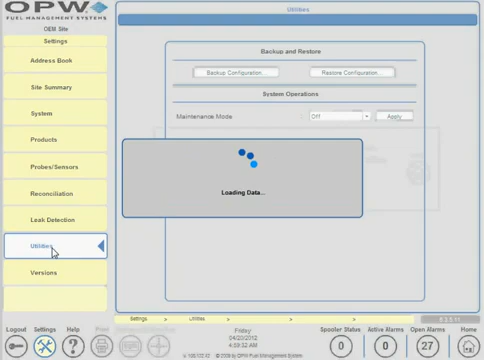 OPW
FUEL MANAGEMENT SYSTEMS
OEM Site
Settings
Address Book
Site Summary
System
Products
Probes/Sensors
Reconciliation
Leak Detection
Utilities
Versions
Utilities
Backup and Restore
Backup Configuration...
Restore Configuration...
System Operations
Maintenance Mode
Off
Apply
Loading Data...
Settings > Utilities > > >
Logout
Settings
Help
Print
Friday
04/20/2012
4:59:32 AM
Spooler Status
0
Active Alarms
0
Open Alarms
27
Home